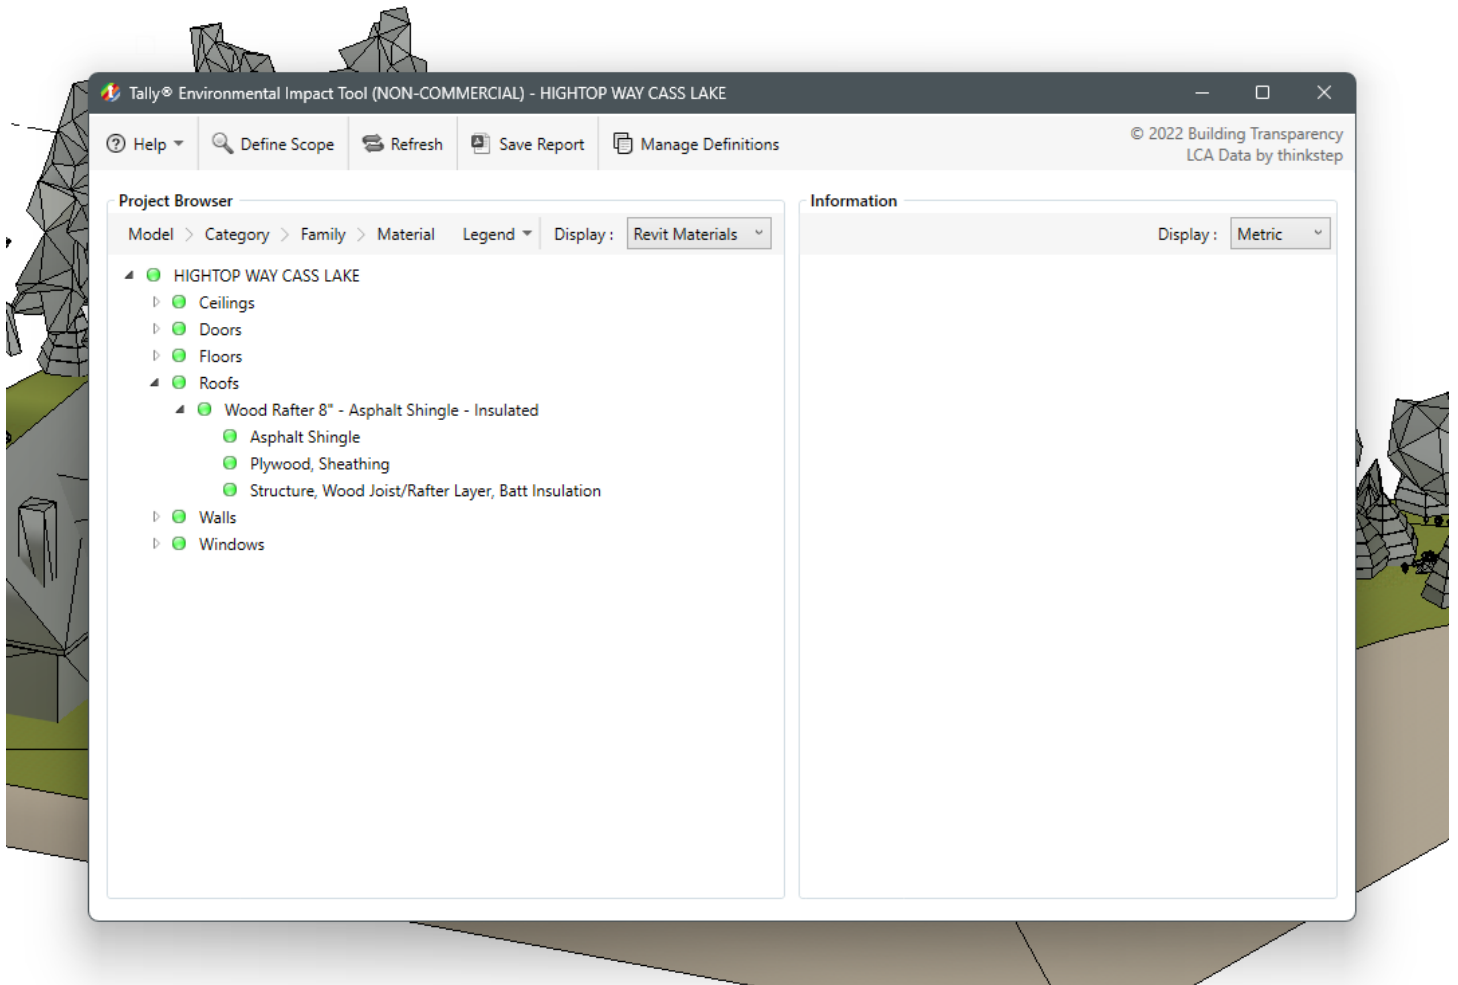 Tally® Environmental Impact Tool (NON-COMMERCIAL) - HIGHTOP WAY CASS LAKE
Help
Define Scope
Refresh
Save Report
Manage Definitions
© 2022 Building Transparency
LCA Data by thinkstep
Project Browser
Model
Category
Family
Material
Legend
Display :
Revit Materials
HIGHTOP WAY CASS LAKE
Ceilings
Doors
Floors
Roofs
Wood Rafter 8" - Asphalt Shingle - Insulated
Asphalt Shingle
Plywood, Sheathing
Structure, Wood Joist/Rafter Layer, Batt Insulation
Walls
Windows
Information
Display :
Metric